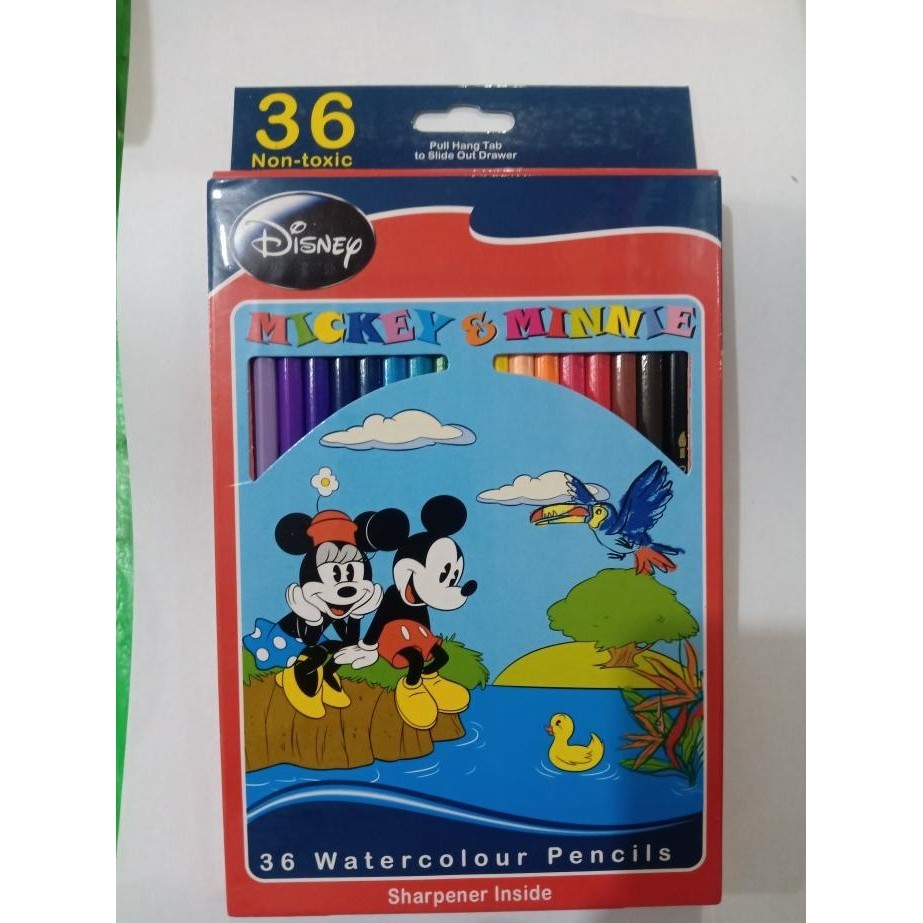 36
Non-toxic
Pull Hang Tab
to Slide Out Drawer
DISNEY
MICKEY & MINNIE
36 Watercolour Pencils
Sharpener Inside